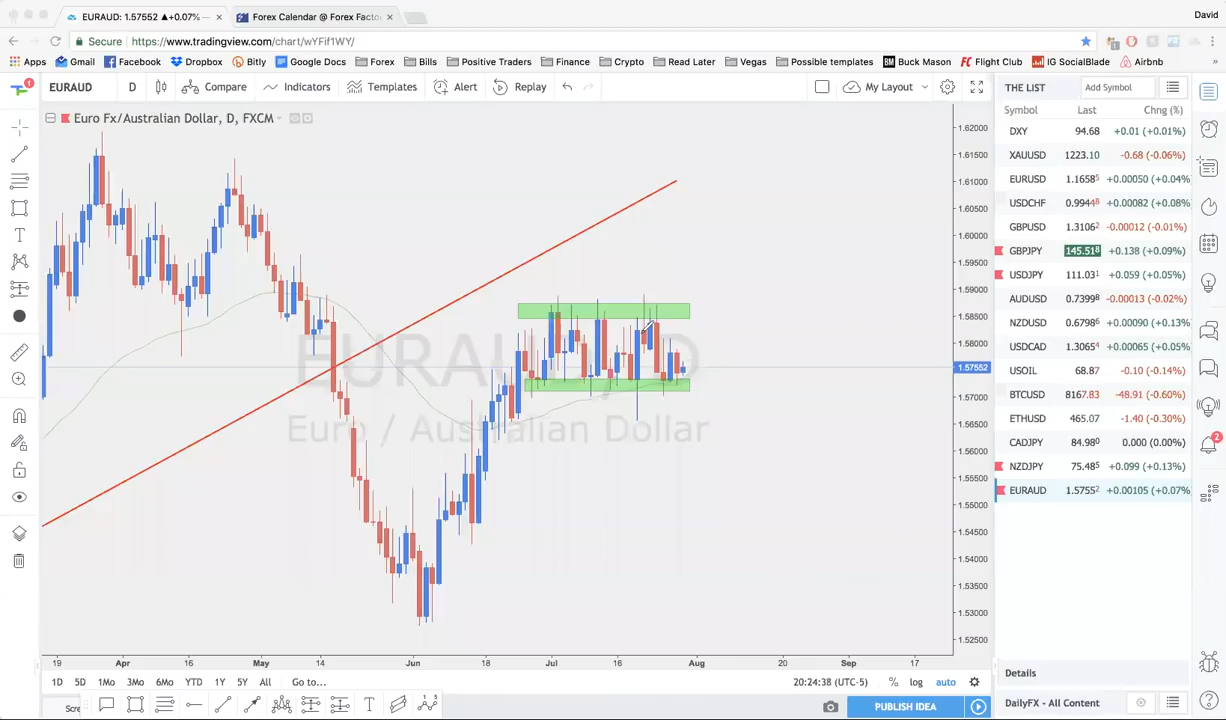 David
EURAUD: 1.57552 ▲+0.07% ×
Forex Calendar @ Forex Facto ×
Secure https://www.tradingview.com/chart/wYFif1WY/
Apps Gmail Facebook Dropbox Bitly Google Docs Forex Bills Positive Traders Finance Crypto Read Later Vegas Possible templates BM Buck Mason FC Flight Club IG SocialBlade Airbnb »
1 EURAUD D Compare Indicators Templates Alert Replay My Layout
THE LIST Add Symbol
Symbol Last Chng (%)
Euro Fx/Australian Dollar, D, FXCM
DXY 94.68 +0.01 (+0.01%)
XAUUSD 1223.10 -0.68 (-0.06%)
EURUSD 1.16585 +0.00050 (+0.04%
USDCHF 0.99448 +0.00082 (+0.08%
GBPUSD 1.31062 -0.00012 (-0.01%)
GBPJPY 145.518 +0.138 (+0.09%)
USDJPY 111.031 +0.059 (+0.05%)
AUDUSD 0.73998 -0.00013 (-0.02%)
NZDUSD 0.67986 +0.00090 (+0.13%
USDCAD 1.30654 +0.00065 (+0.05%
USOIL 68.87 -0.10 (-0.14%)
BTCUSD 8167.83 -48.91 (-0.60%)
ETHUSD 465.07 -1.40 (-0.30%)
CADJPY 84.980 0.000 (0.00%)
NZDJPY 75.485 +0.099 (+0.13%)
EURAUD 1.57552 +0.00105 (+0.07%
2
1.62000
1.61500
1.61000
1.60500
1.60000
1.59500
1.59000
1.58500
1.58000
1.57552
1.57000
1.56500
1.56000
1.55500
1.55000
1.54500
1.54000
1.53500
1.53000
1.52500
EURAUD, D
Euro / Australian Dollar
19 Apr 16 May 14 Jun 18 Jul 16 Aug 20 Sep 17
1D 5D 1Mo 3Mo 6Mo YTD 1Y 5Y All Go to... 20:24:38 (UTC-5) % log auto
Details
Scre T PUBLISH IDEA
DailyFX - All Content